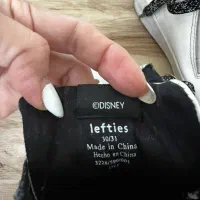 ©DISNEY
lefties
30/31
Made in China
Hecho en China